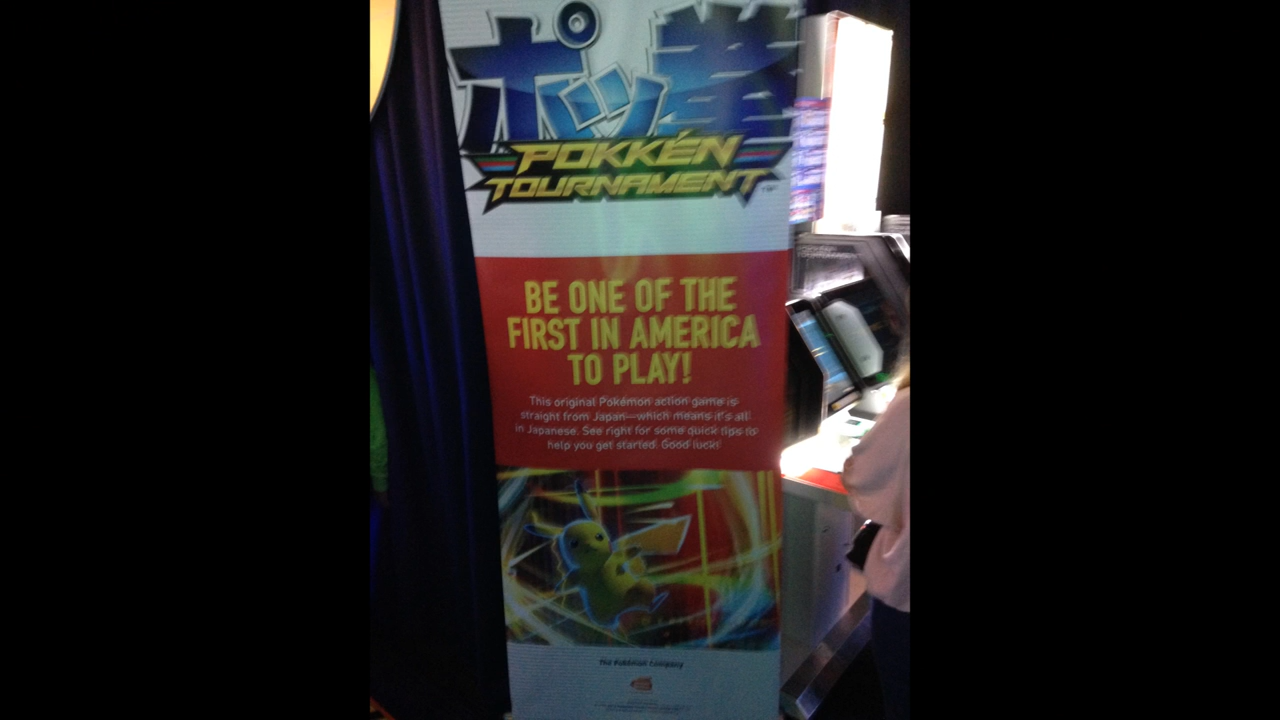 ポッ拳
POKKÉN
TOURNAMENT
BE ONE OF THE
FIRST IN AMERICA
TO PLAY!
This original Pokémon action game is
straight from Japan—which means it's all
in Japanese. See right for some quick tips to
help you get started. Good luck!
The Pokémon Company